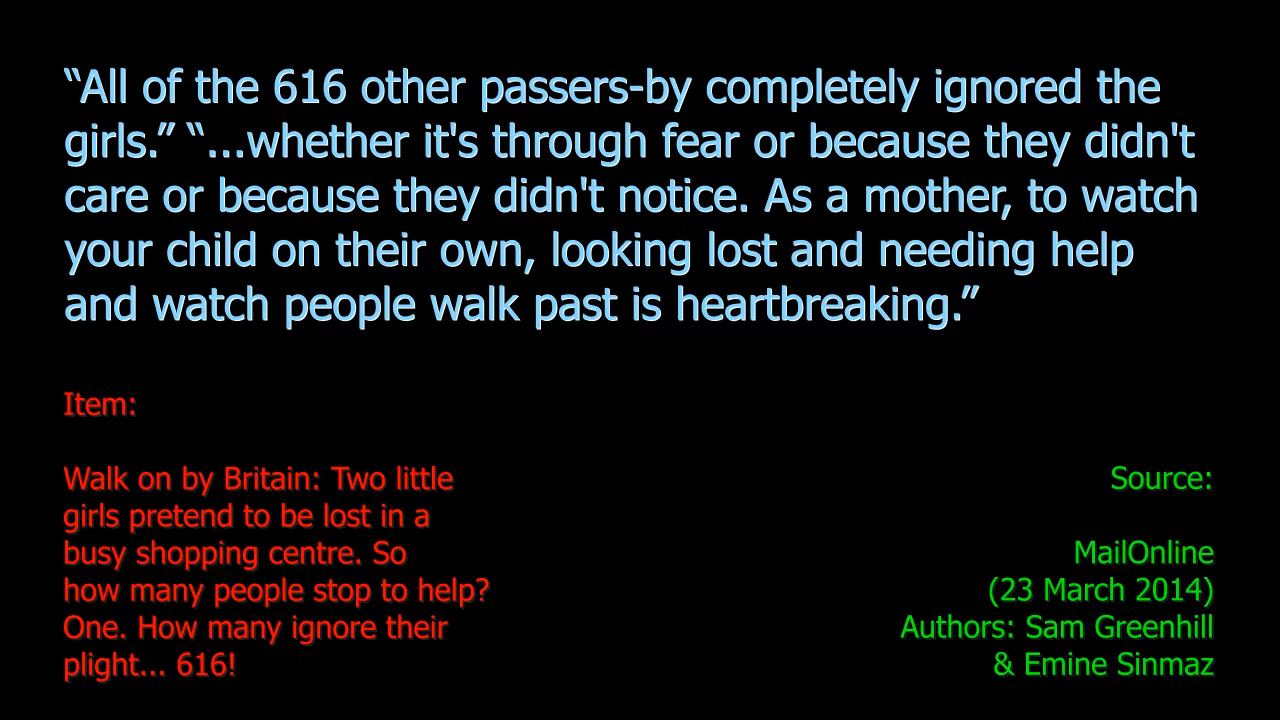 “All of the 616 other passers-by completely ignored the
girls.” “...whether it's through fear or because they didn't
care or because they didn't notice. As a mother, to watch
your child on their own, looking lost and needing help
and watch people walk past is heartbreaking.”
Item:
Walk on by Britain: Two little
girls pretend to be lost in a
busy shopping centre. So
how many people stop to help?
One. How many ignore their
plight... 616!
Source:
MailOnline
(23 March 2014)
Authors: Sam Greenhill
& Emine Sinmaz